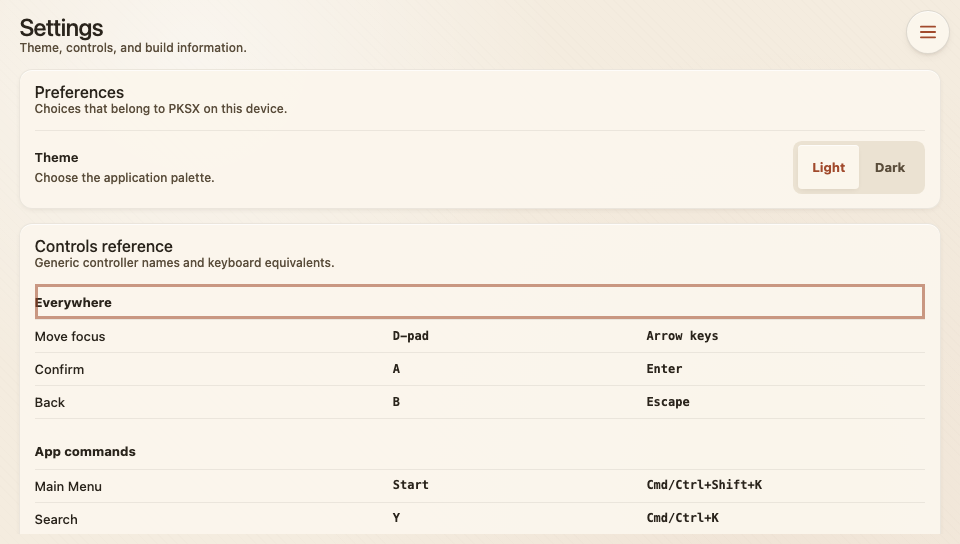 Settings
Theme, controls, and build information.
Preferences
Choices that belong to PKSX on this device.
Theme
Choose the application palette.
Light Dark
Controls reference
Generic controller names and keyboard equivalents.
Everywhere
Move focus D-pad Arrow keys
Confirm A Enter
Back B Escape
App commands
Main Menu Start Cmd/Ctrl+Shift+K
Search Y Cmd/Ctrl+K